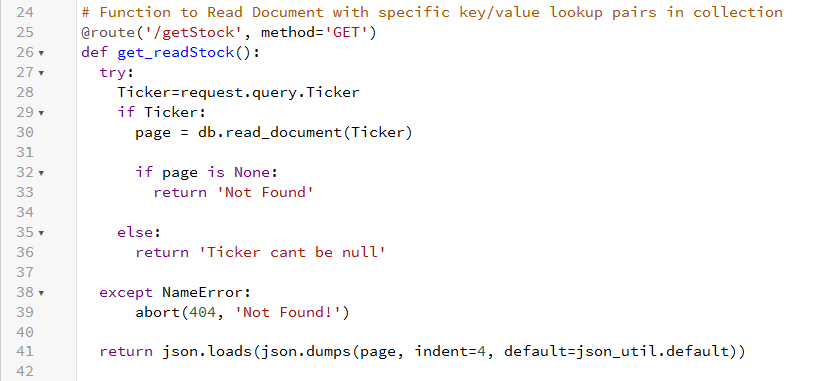 24 # Function to Read Document with specific key/value lookup pairs in collection
25 @route('/getStock', method='GET')
26 def get_readStock():
27 try:
28 Ticker=request.query.Ticker
29 if Ticker:
30 page = db.read_document(Ticker)
31
32 if page is None:
33 return 'Not Found'
34
35 else:
36 return 'Ticker cant be null'
37
38 except NameError:
39 abort(404, 'Not Found!')
40
41 return json.loads(json.dumps(page, indent=4, default=json_util.default))
42